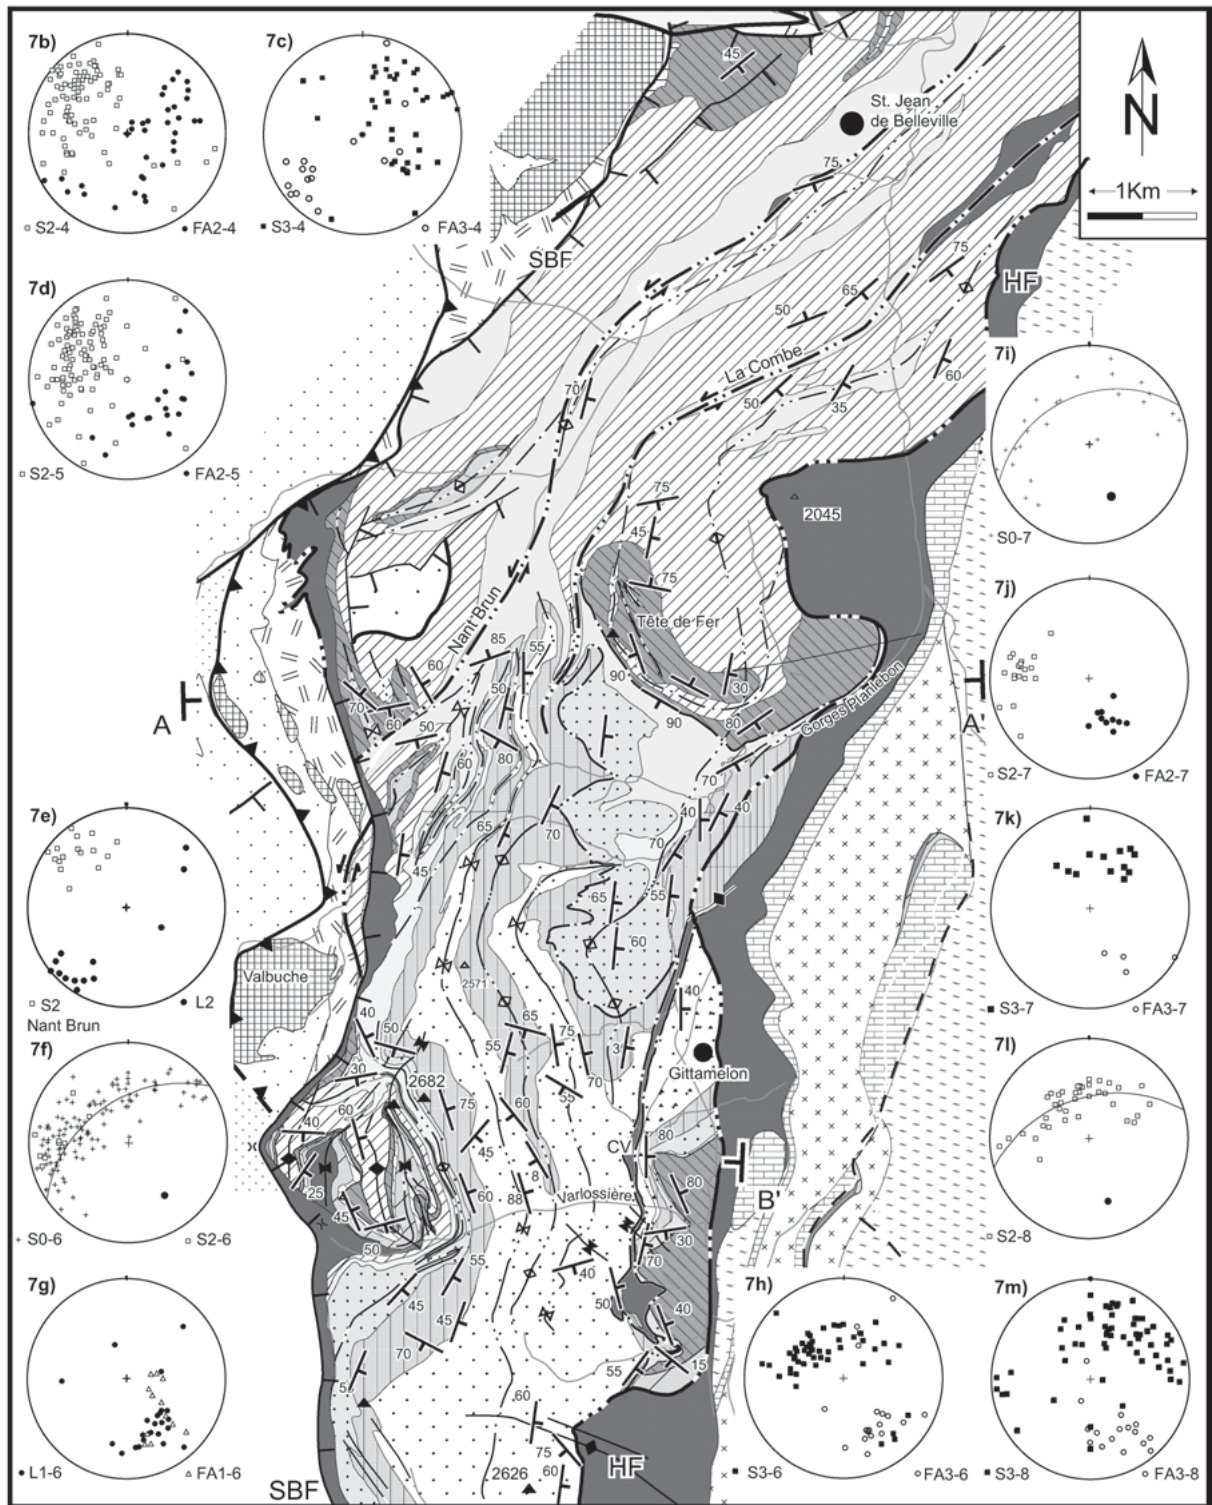 7b)
S2-4
FA2-4
7c)
S3-4
FA3-4
45
St. Jean
de Belleville
75
N
1Km
SBF
HF
75
65
50
60
7d)
S2-5
FA2-5
La Combe
70
50
35
7i)
S0-7
75
45
75
2045
Nant Brun
Tête de Fer
85
55
60
50
70
60
50
60
80
90
30
80
90
Gorges Planlebon
A
A'
7j)
S2-7
FA2-7
70
40
40
65
70
70
45
55
65
60
7e)
S2
L2
Nant Brun
7k)
S3-7
FA3-7
Valbuche
2571
40
50
40
65
75
55
70
Gittamelon
30
2682
60
75
60
55
40
45
7f)
S0-6
S2-6
7l)
S2-8
CV
80
80
B'
25
45
50
60
88
8
Varlossière
30
70
55
40
50
40
45
45
70
15
55
7g)
L1-6
FA1-6
7h)
S3-6
FA3-6
7m)
S3-8
FA3-8
5
60
75
60
2626
HF
SBF